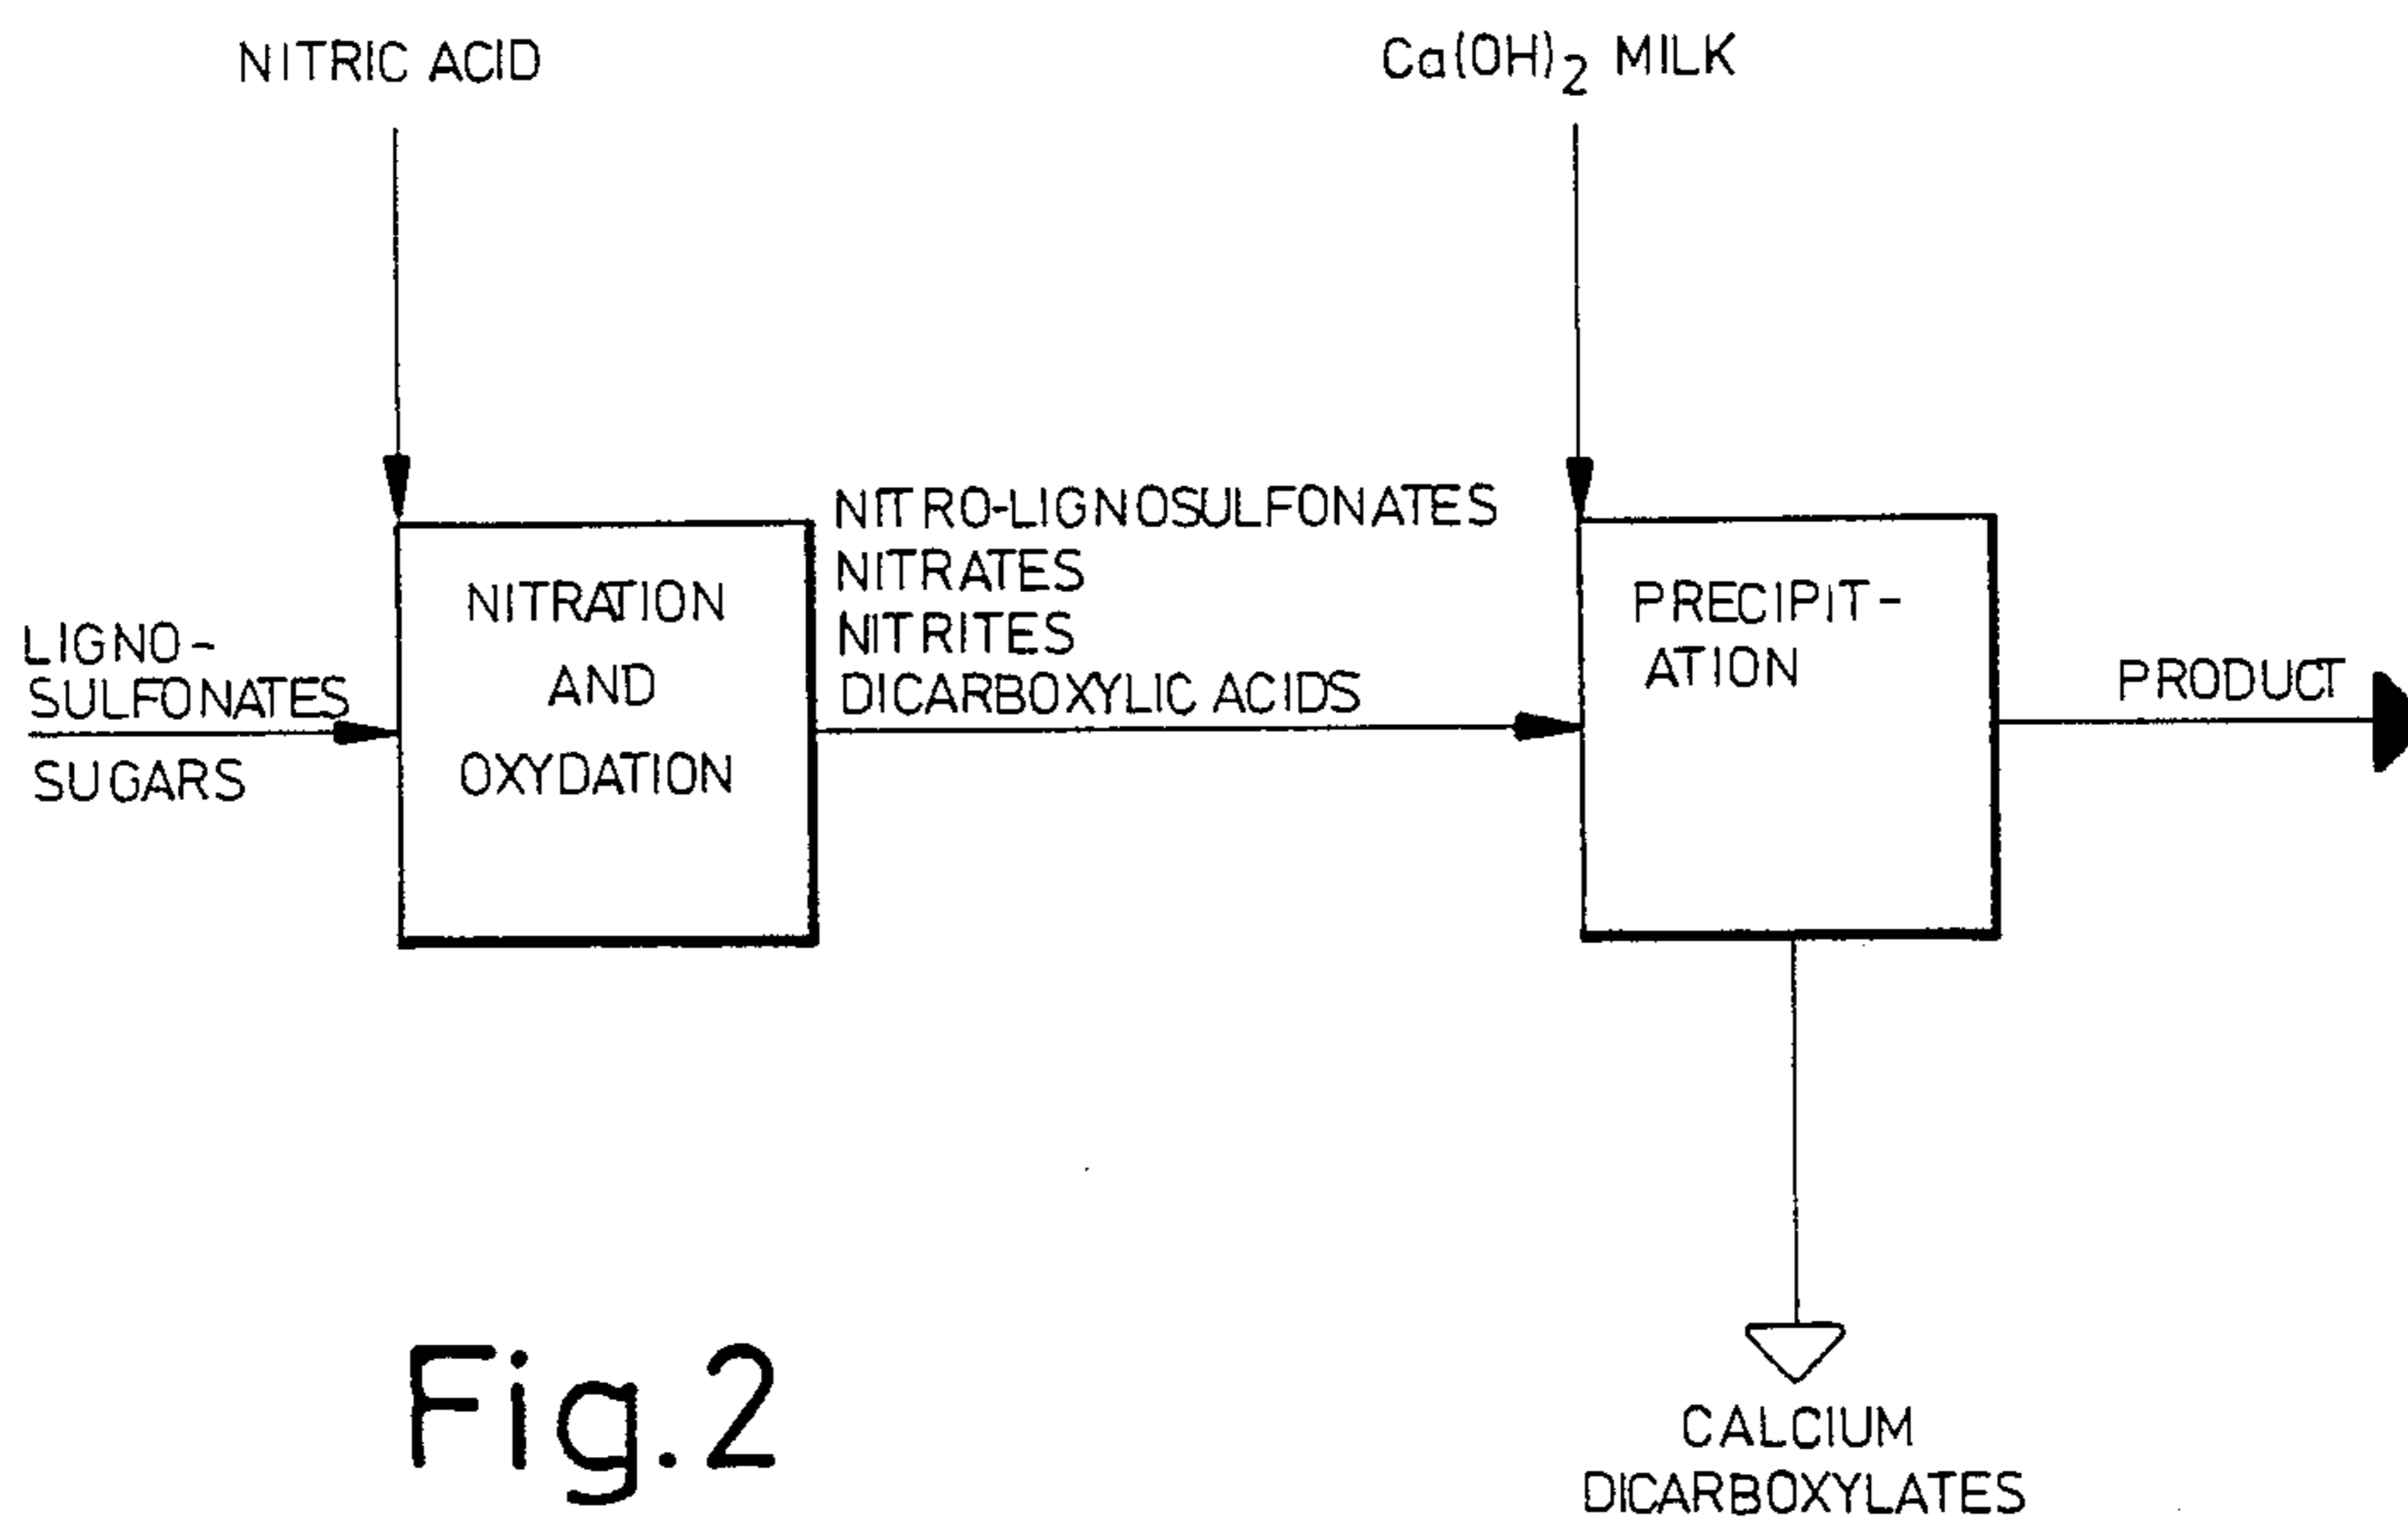 NITRIC ACID
Ca(OH)2 MILK
NITRO-LIGNOSULFONATES
NITRATES
NITRITES
DICARBOXYLIC ACIDS
LIGNO-
SULFONATES
SUGARS
NITRATION
AND
OXYDATION
PRECIPIT-
ATION
PRODUCT
CALCIUM
DICARBOXYLATES
Fig.2